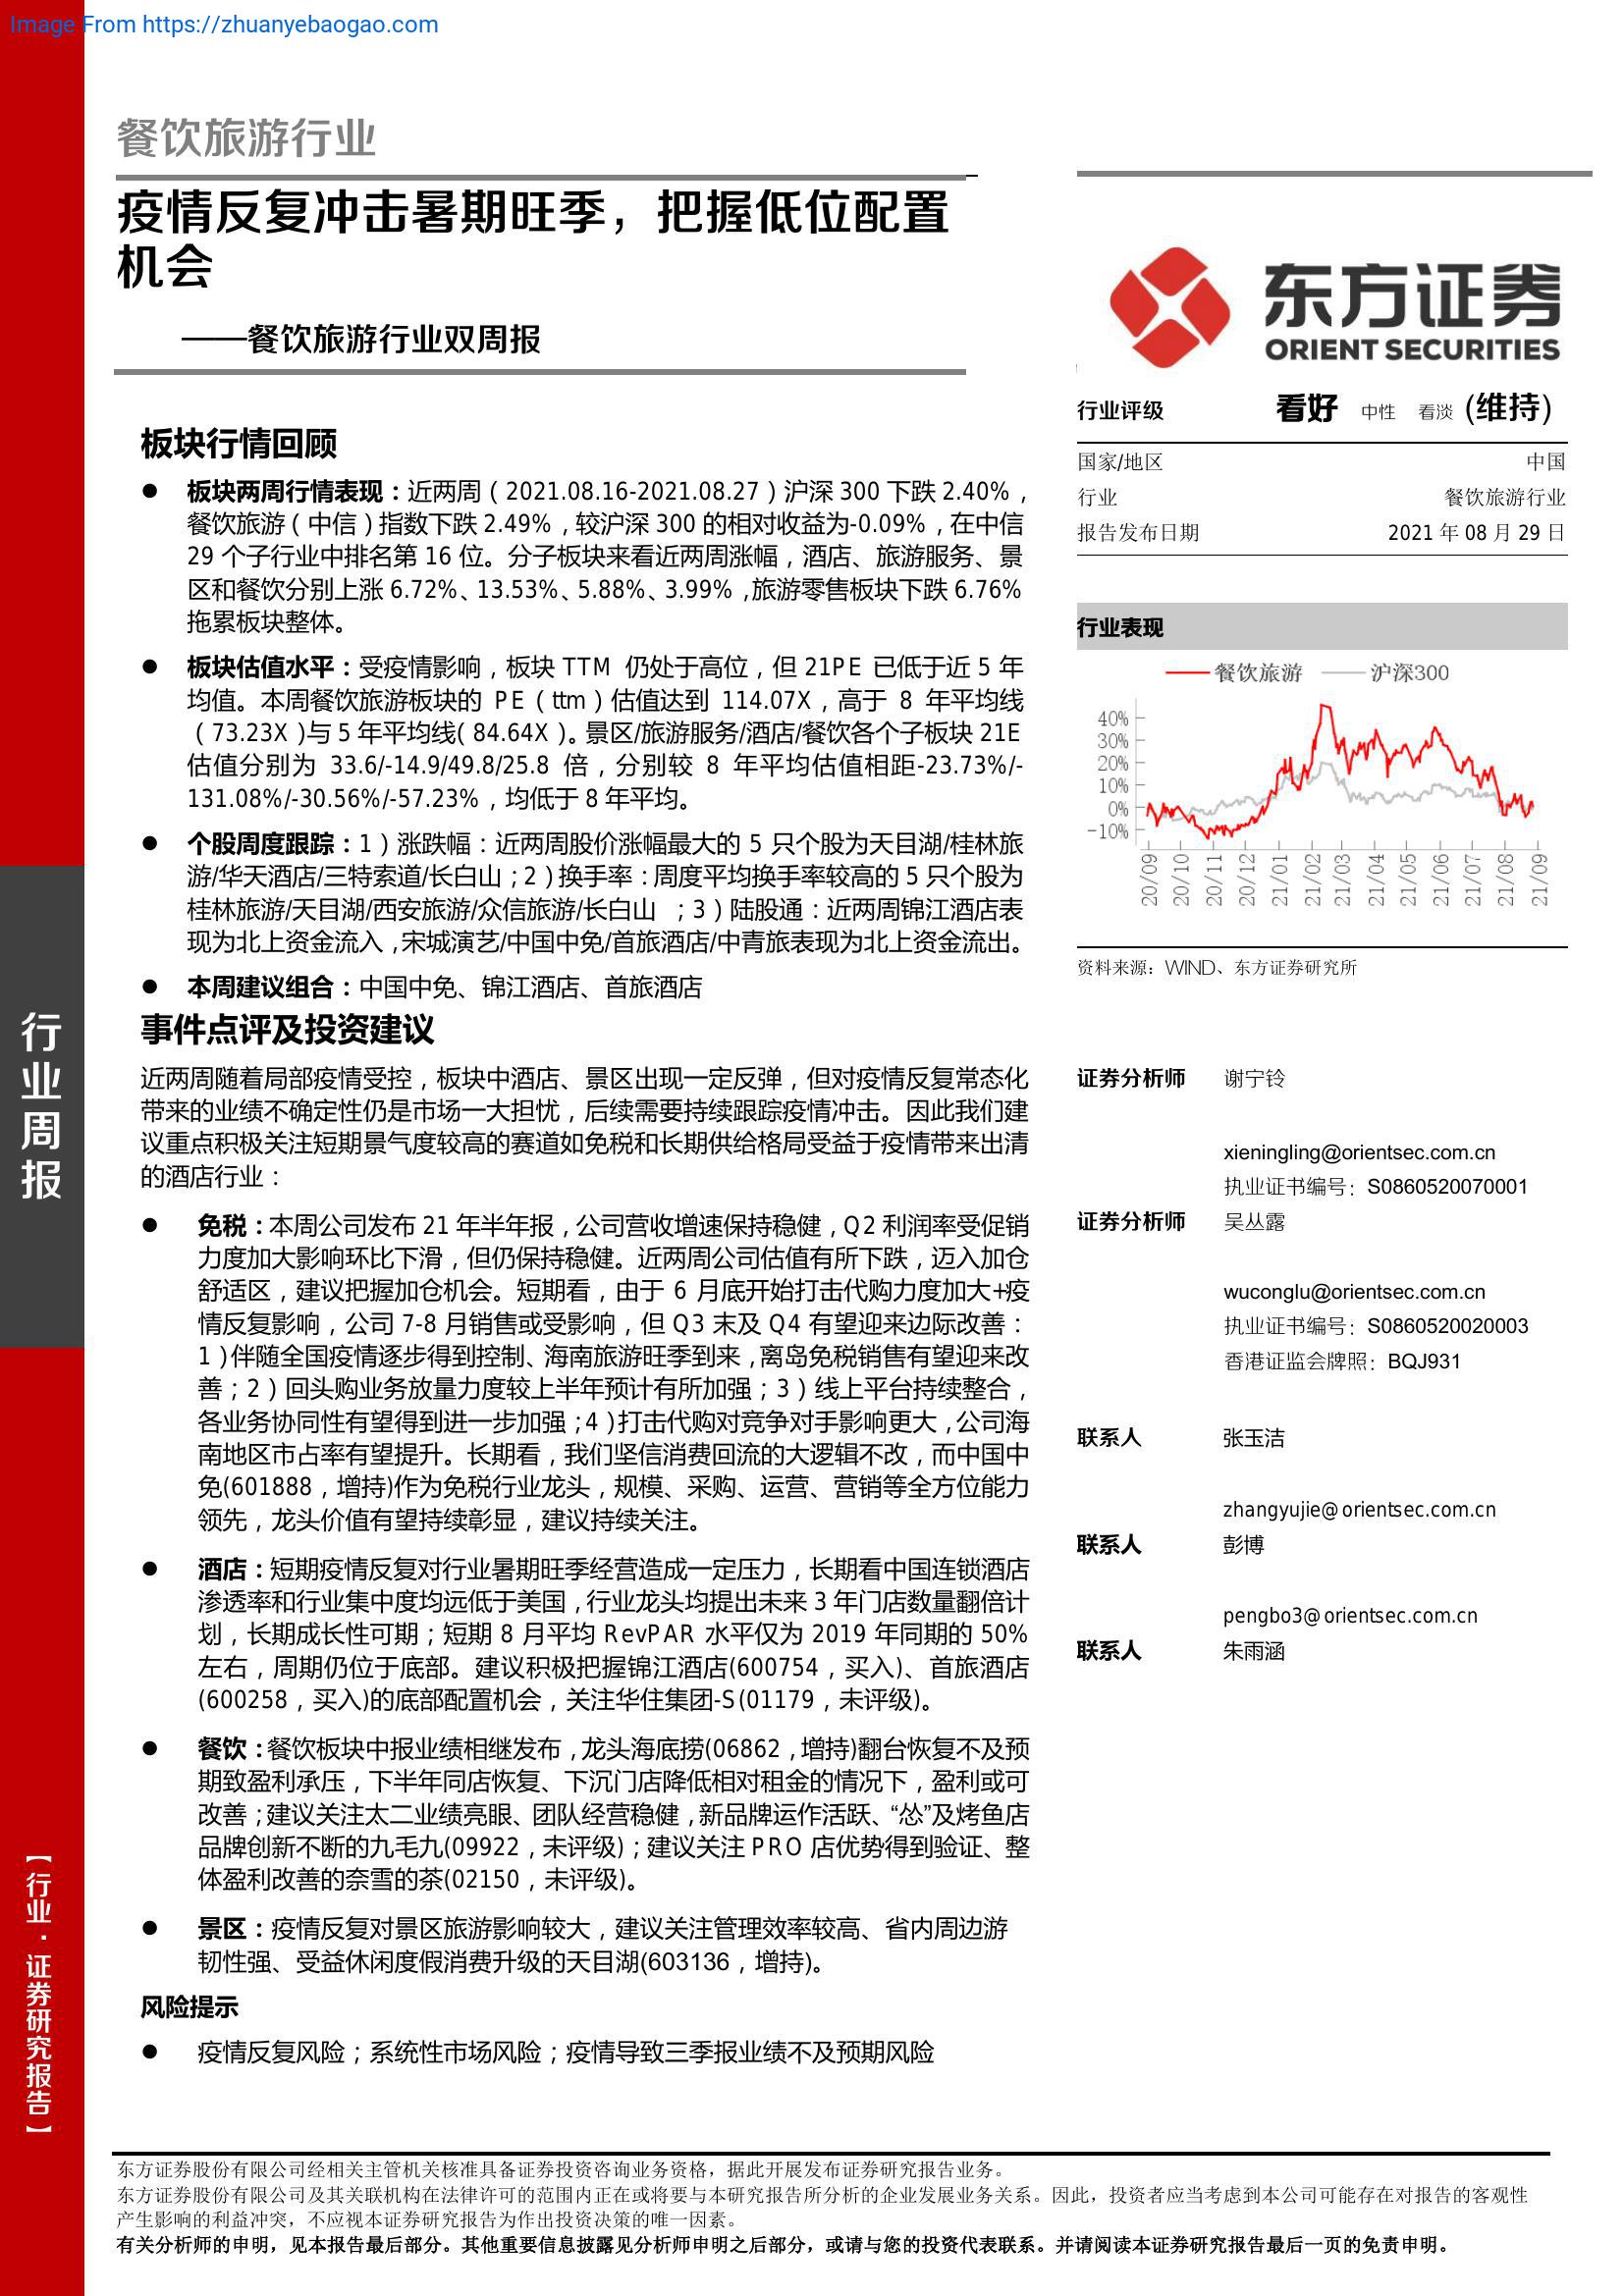 Image From https://zhuanyebaogao.com
餐饮旅游行业
疫情反复冲击暑期旺季，把握低位配置
机会
——餐饮旅游行业双周报
板块行情回顾
● 板块两周行情表现：近两周（2021.08.16-2021.08.27）沪深 300 下跌 2.40%，
餐饮旅游（中信）指数下跌 2.49%，较沪深 300 的相对收益为-0.09%，在中信
29 个子行业中排名第 16 位。分子板块来看近两周涨幅，酒店、旅游服务、景
区和餐饮分别上涨 6.72%、13.53%、5.88%、3.99%，旅游零售板块下跌 6.76%
拖累板块整体。
● 板块估值水平：受疫情影响，板块 TTM 仍处于高位，但 21PE 已低于近 5 年
均值。本周餐饮旅游板块的 PE（ttm）估值达到 114.07X，高于 8 年平均线
（73.23X）与 5 年平均线（84.64X）。景区/旅游服务/酒店/餐饮各个子板块 21E
估值分别为 33.6/-14.9/49.8/25.8 倍，分别较 8 年平均估值相距-23.73%/-
131.08%/-30.56%/-57.23%，均低于 8 年平均。
● 个股周度跟踪：1）涨跌幅：近两周股价涨幅最大的 5 只个股为天目湖/桂林旅
游/华天酒店/三特索道/长白山；2）换手率：周度平均换手率较高的 5 只个股为
桂林旅游/天目湖/西安旅游/众信旅游/长白山 ；3）陆股通：近两周锦江酒店表
现为北上资金流入，宋城演艺/中国中免/首旅酒店/中青旅表现为北上资金流出。
● 本周建议组合：中国中免、锦江酒店、首旅酒店
事件点评及投资建议
近两周随着局部疫情受控，板块中酒店、景区出现一定反弹，但对疫情反复常态化
带来的业绩不确定性仍是市场一大担忧，后续需要持续跟踪疫情冲击。因此我们建
议重点积极关注短期景气度较高的赛道如免税和长期供给格局受益于疫情带来出清
的酒店行业：
● 免税：本周公司发布 21 年半年报，公司营收增速保持稳健，Q2 利润率受促销
力度加大影响环比下滑，但仍保持稳健。近两周公司估值有所下跌，迈入加仓
舒适区，建议把握加仓机会。短期看，由于 6 月底开始打击代购力度加大+疫
情反复影响，公司 7-8 月销售或受影响，但 Q3 末及 Q4 有望迎来边际改善：
1）伴随全国疫情逐步得到控制、海南旅游旺季到来，离岛免税销售有望迎来改
善；2）回头购业务放量力度较上半年预计有所加强；3）线上平台持续整合，
各业务协同性有望得到进一步加强；4）打击代购对竞争对手影响更大，公司海
南地区市占率有望提升。长期看，我们坚信消费回流的大逻辑不改，而中国中
免(601888，增持)作为免税行业龙头，规模、采购、运营、营销等全方位能力
领先，龙头价值有望持续彰显，建议持续关注。
● 酒店：短期疫情反复对行业暑期旺季经营造成一定压力，长期看中国连锁酒店
渗透率和行业集中度均远低于美国，行业龙头均提出未来 3 年门店数量翻倍计
划，长期成长性可期；短期 8 月平均 RevPAR 水平仅为 2019 年同期的 50%
左右，周期仍位于底部。建议积极把握锦江酒店(600754，买入)、首旅酒店
(600258，买入)的底部配置机会，关注华住集团-S(01179，未评级)。
● 餐饮：餐饮板块中报业绩相继发布，龙头海底捞(06862，增持)翻台恢复不及预
期致盈利承压，下半年同店恢复、下沉门店降低相对租金的情况下，盈利或可
改善；建议关注太二业绩亮眼、团队经营稳健，新品牌运作活跃、“怂”及烤鱼店
品牌创新不断的九毛九(09922，未评级)；建议关注 PRO 店优势得到验证、整
体盈利改善的奈雪的茶(02150，未评级)。
● 景区：疫情反复对景区旅游影响较大，建议关注管理效率较高、省内周边游
韧性强、受益休闲度假消费升级的天目湖(603136，增持)。
风险提示
● 疫情反复风险；系统性市场风险；疫情导致三季报业绩不及预期风险
东方证券
ORIENT SECURITIES
行业评级 看好 中性 看淡 (维持)
国家/地区 中国
行业 餐饮旅游行业
报告发布日期 2021 年 08 月 29 日
行业表现
餐饮旅游 沪深300
40%
30%
20%
10%
0%
-10%
20/09 20/10 20/11 20/12 21/01 21/02 21/03 21/04 21/05 21/06 21/07 21/08 21/09
资料来源：WIND、东方证券研究所
证券分析师 谢宁铃
xieningling@orientsec.com.cn
执业证书编号：S0860520070001
证券分析师 吴丛露
wuconglu@orientsec.com.cn
执业证书编号：S0860520020003
香港证监会牌照：BQJ931
联系人 张玉洁
zhangyujie@orientsec.com.cn
联系人 彭博
pengbo3@orientsec.com.cn
联系人 朱雨涵
行业周报
【行业·证券研究报告】
东方证券股份有限公司经相关主管机关核准具备证券投资咨询业务资格，据此开展发布证券研究报告业务。
东方证券股份有限公司及其关联机构在法律许可的范围内正在或将要与本研究报告所分析的企业发展业务关系。因此，投资者应当考虑到本公司可能存在对报告的客观性
产生影响的利益冲突，不应视本证券研究报告为作出投资决策的唯一因素。
有关分析师的申明，见本报告最后部分。其他重要信息披露见分析师申明之后部分，或请与您的投资代表联系。并请阅读本证券研究报告最后一页的免责申明。